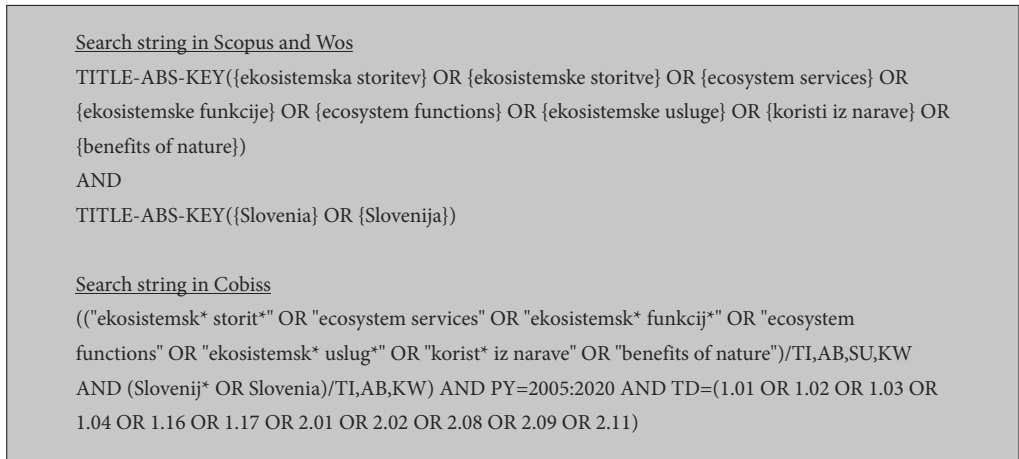 Search string in Scopus and Wos
TITLE-ABS-KEY({ekosistemska storitev} OR {ekosistemske storitve} OR {ecosystem services} OR
{ekosistemske funkcije} OR {ecosystem functions} OR {ekosistemske usluge} OR {koristi iz narave} OR
{benefits of nature})
AND
TITLE-ABS-KEY({Slovenia} OR {Slovenija})
Search string in Cobiss
(("ekosistemsk* storit*" OR "ecosystem services" OR "ekosistemsk* funkcij*" OR "ecosystem
functions" OR "ekosistemsk* uslug*" OR "korist* iz narave" OR "benefits of nature")/TI,AB,SU,KW
AND (Slovenij* OR Slovenia)/TI,AB,KW) AND PY=2005:2020 AND TD=(1.01 OR 1.02 OR 1.03 OR
1.04 OR 1.16 OR 1.17 OR 2.01 OR 2.02 OR 2.08 OR 2.09 OR 2.11)